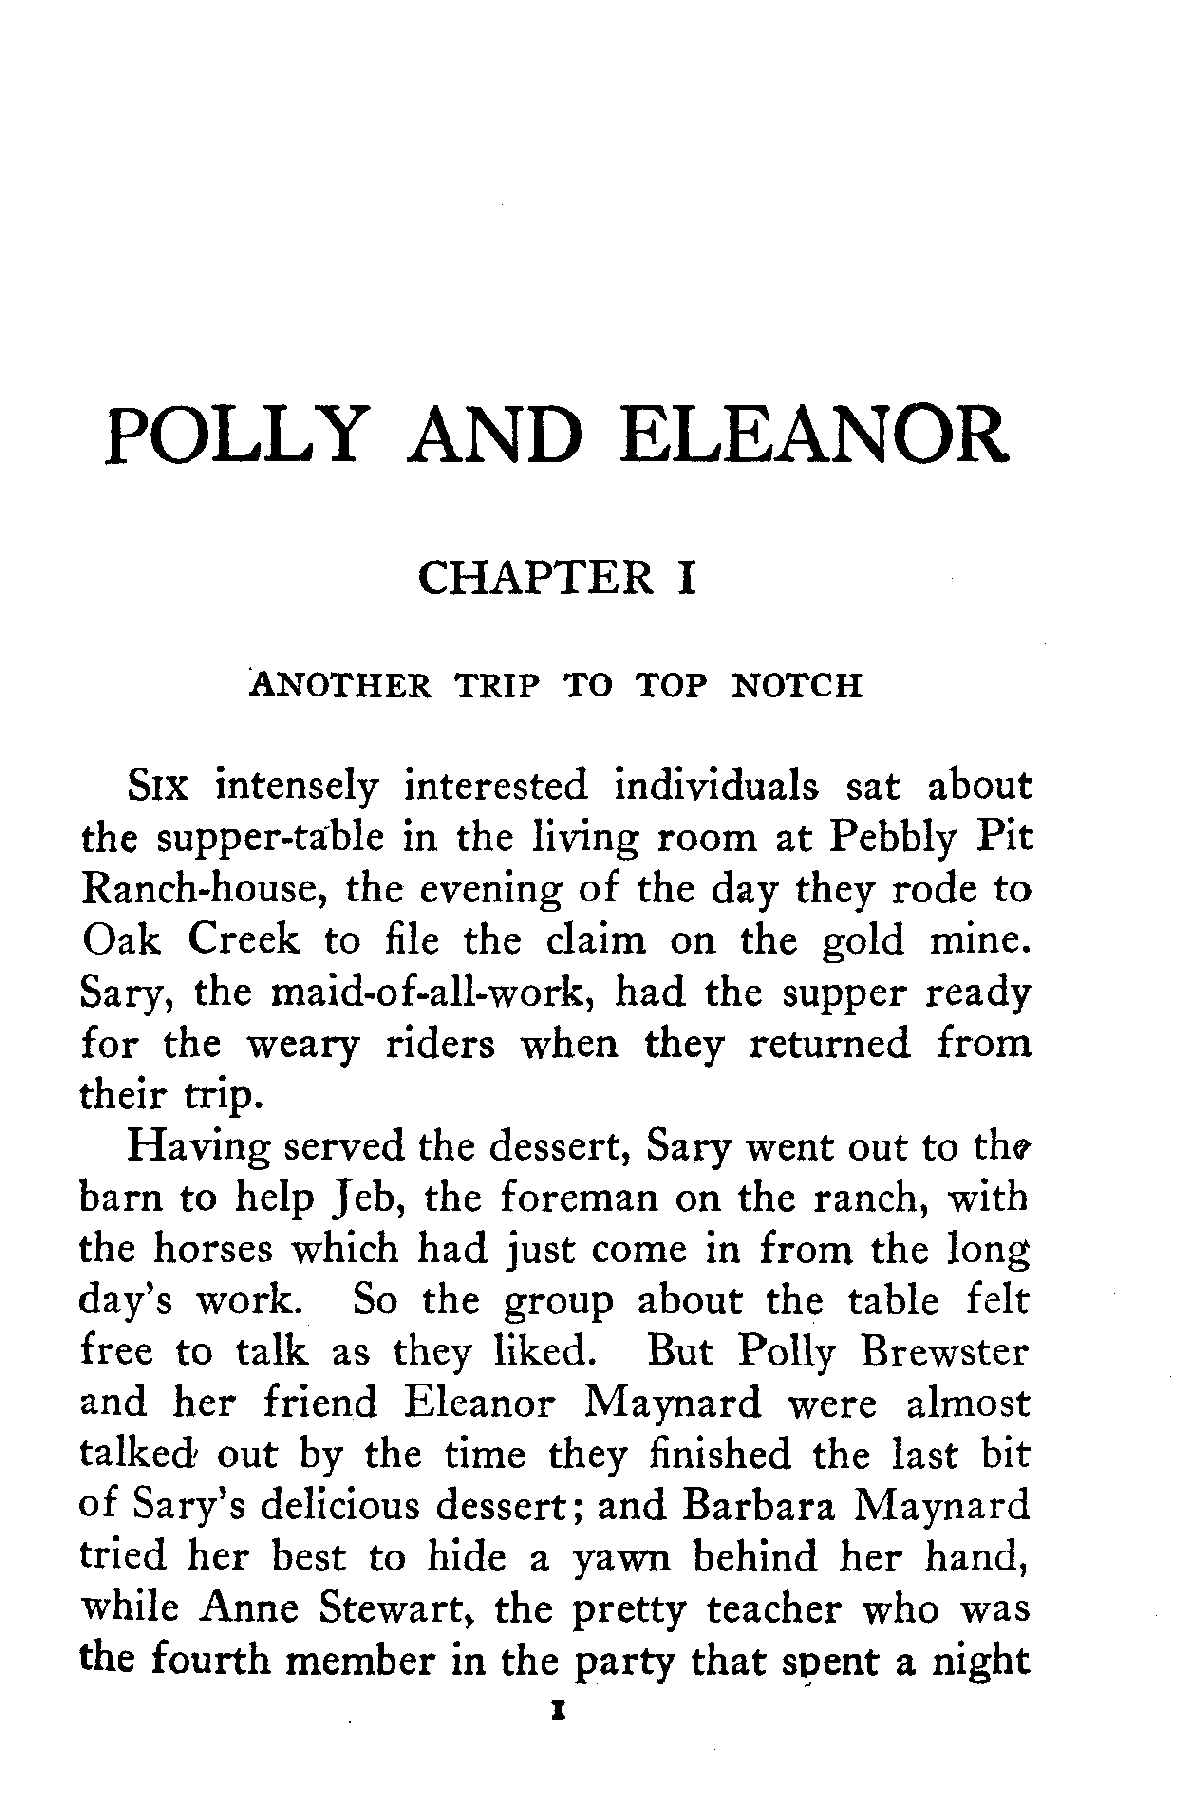 POLLY AND ELEANOR
CHAPTER I
ANOTHER TRIP TO TOP NOTCH
Six intensely interested individuals sat about
the supper-table in the living room at Pebbly Pit
Ranch-house, the evening of the day they rode to
Oak Creek to file the claim on the gold mine.
Sary, the maid-of-all-work, had the supper ready
for the weary riders when they returned from
their trip.
Having served the dessert, Sary went out to the
barn to help Jeb, the foreman on the ranch, with
the horses which had just come in from the long
day's work. So the group about the table felt
free to talk as they liked. But Polly Brewster
and her friend Eleanor Maynard were almost
talked out by the time they finished the last bit
of Sary's delicious dessert; and Barbara Maynard
tried her best to hide a yawn behind her hand,
while Anne Stewart, the pretty teacher who was
the fourth member in the party that spent a night
I